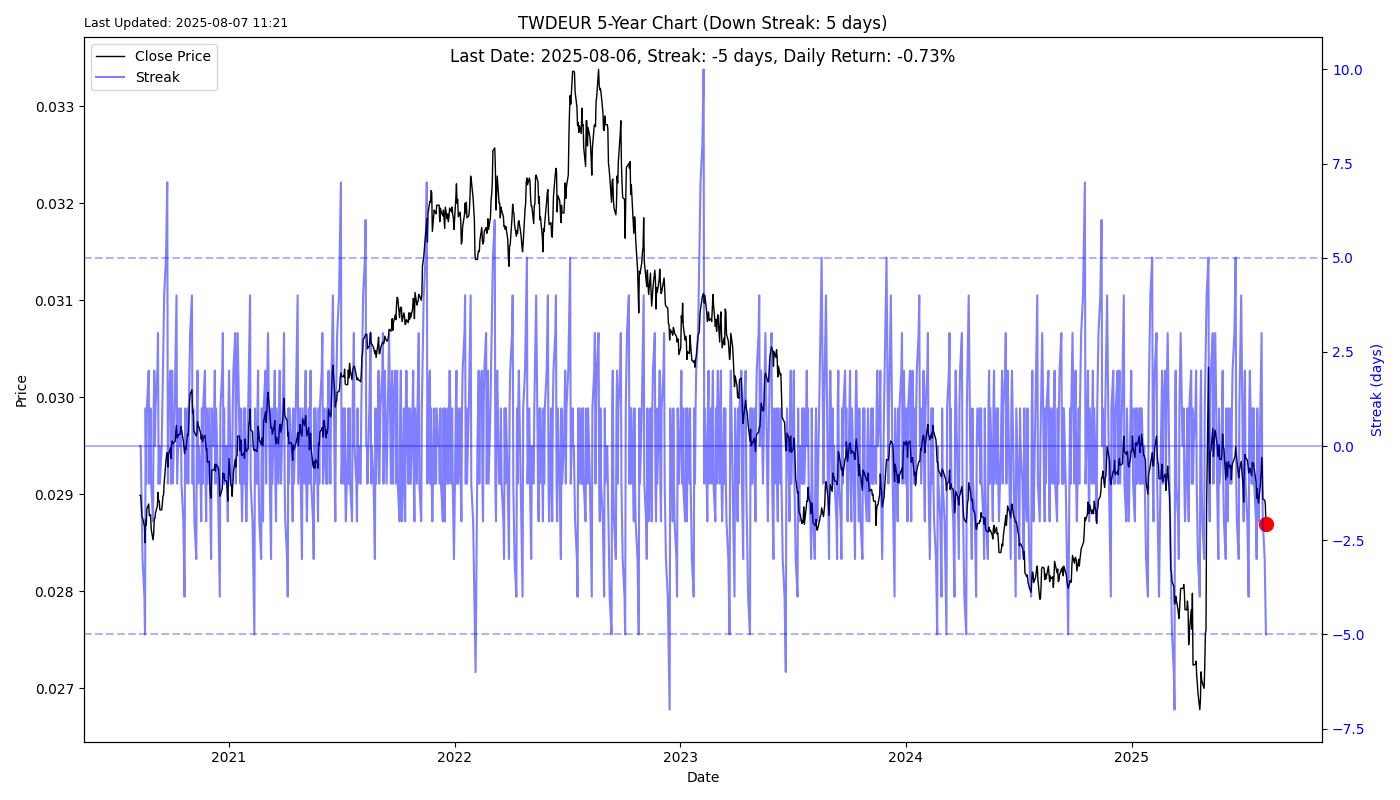 Last Updated: 2025-08-07 11:21
TWDEUR 5-Year Chart (Down Streak: 5 days)
Last Date: 2025-08-06, Streak: -5 days, Daily Return: -0.73%
Close Price
Streak
Price
0.033
0.032
0.031
0.030
0.029
0.028
0.027
10.0
7.5
5.0
2.5
0.0
−2.5
−5.0
−7.5
Streak (days)
2021
2022
2023
2024
2025
Date